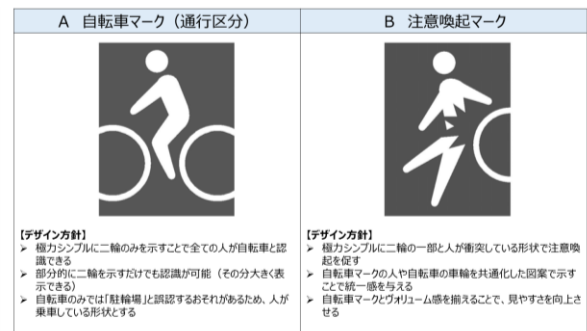 A 自転車マーク（通行区分）
B 注意喚起マーク
【デザイン方針】
➢ 極力シンプルに二輪のみを示すことで全ての人が自転車と認
識できる
➢ 部分的に二輪を示すだけでも認識が可能（その分大きく表
示できる）
➢ 自転車のみでは「駐輪場」と誤認するおそれがあるため、人が
乗車している形状とする
【デザイン方針】
➢ 極力シンプルに二輪の一部と人が衝突している形状で注意喚
起を促す
➢ 自転車マークの人や自転車の車輪を共通化した図案で示す
ことで統一感を与える
➢ 自転車マークとヴォリューム感を揃えることで、見やすさを向上さ
せる